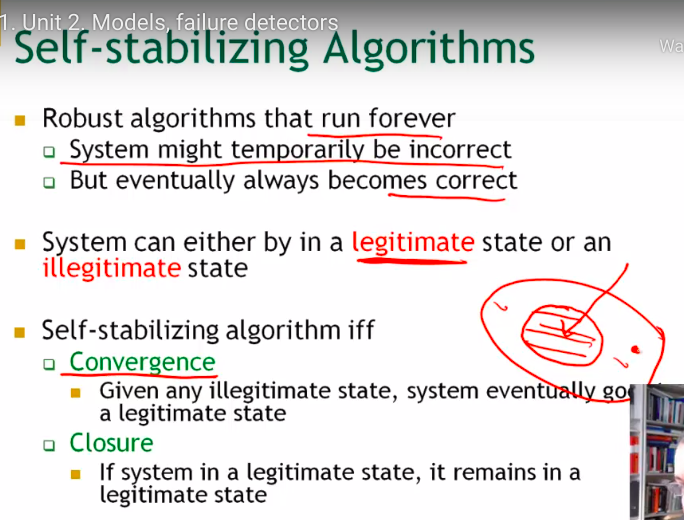 1. Unit 2. Models, failure detectors
Self-stabilizing Algorithms
Wa
Robust algorithms that run forever
System might temporarily be incorrect
But eventually always becomes correct
System can either by in a legitimate state or an
illegitimate state
Self-stabilizing algorithm iff
Convergence
Given any illegitimate state, system eventually go
a legitimate state
Closure
If system in a legitimate state, it remains in a
legitimate state